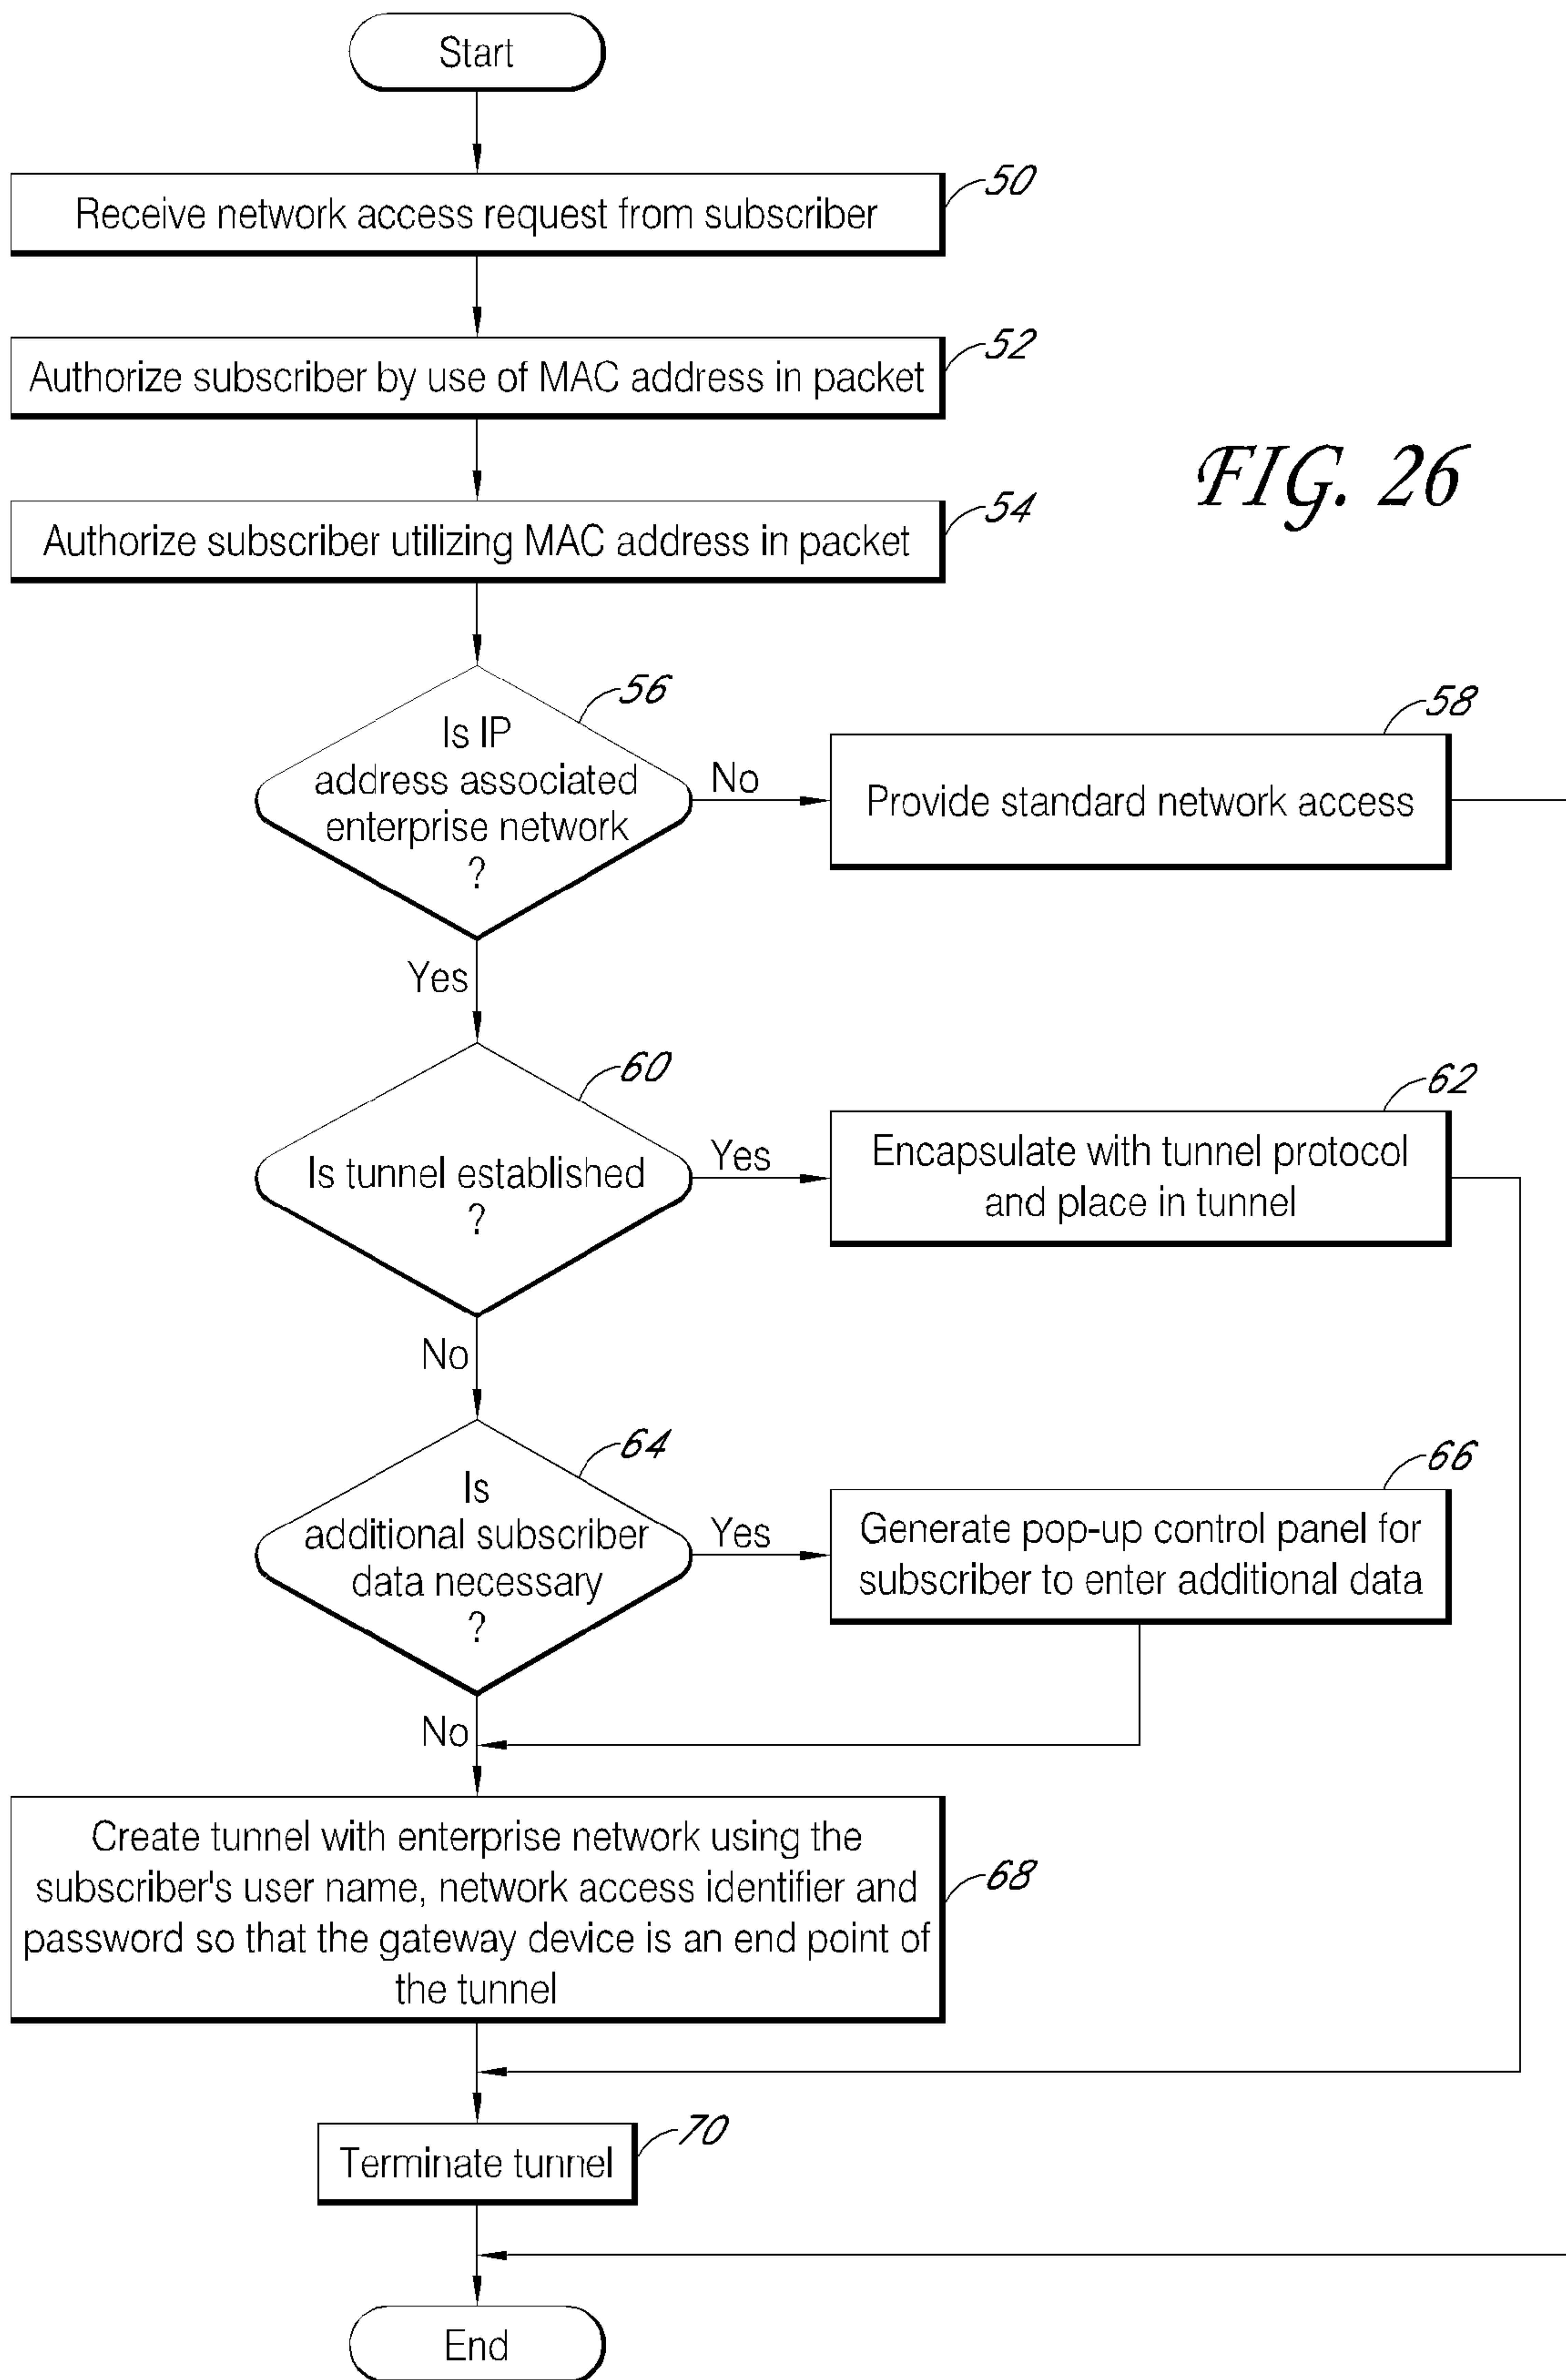 Start
50
Receive network access request from subscriber
52
Authorize subscriber by use of MAC address in packet
FIG. 26
54
Authorize subscriber utilizing MAC address in packet
56
Is IP
address associated
enterprise network
?
No
58
Provide standard network access
Yes
60
Is tunnel established
?
Yes
62
Encapsulate with tunnel protocol
and place in tunnel
No
64
Is
additional subscriber
data necessary
?
Yes
66
Generate pop-up control panel for
subscriber to enter additional data
No
Create tunnel with enterprise network using the
subscriber's user name, network access identifier and
password so that the gateway device is an end point of
the tunnel
68
70
Terminate tunnel
End